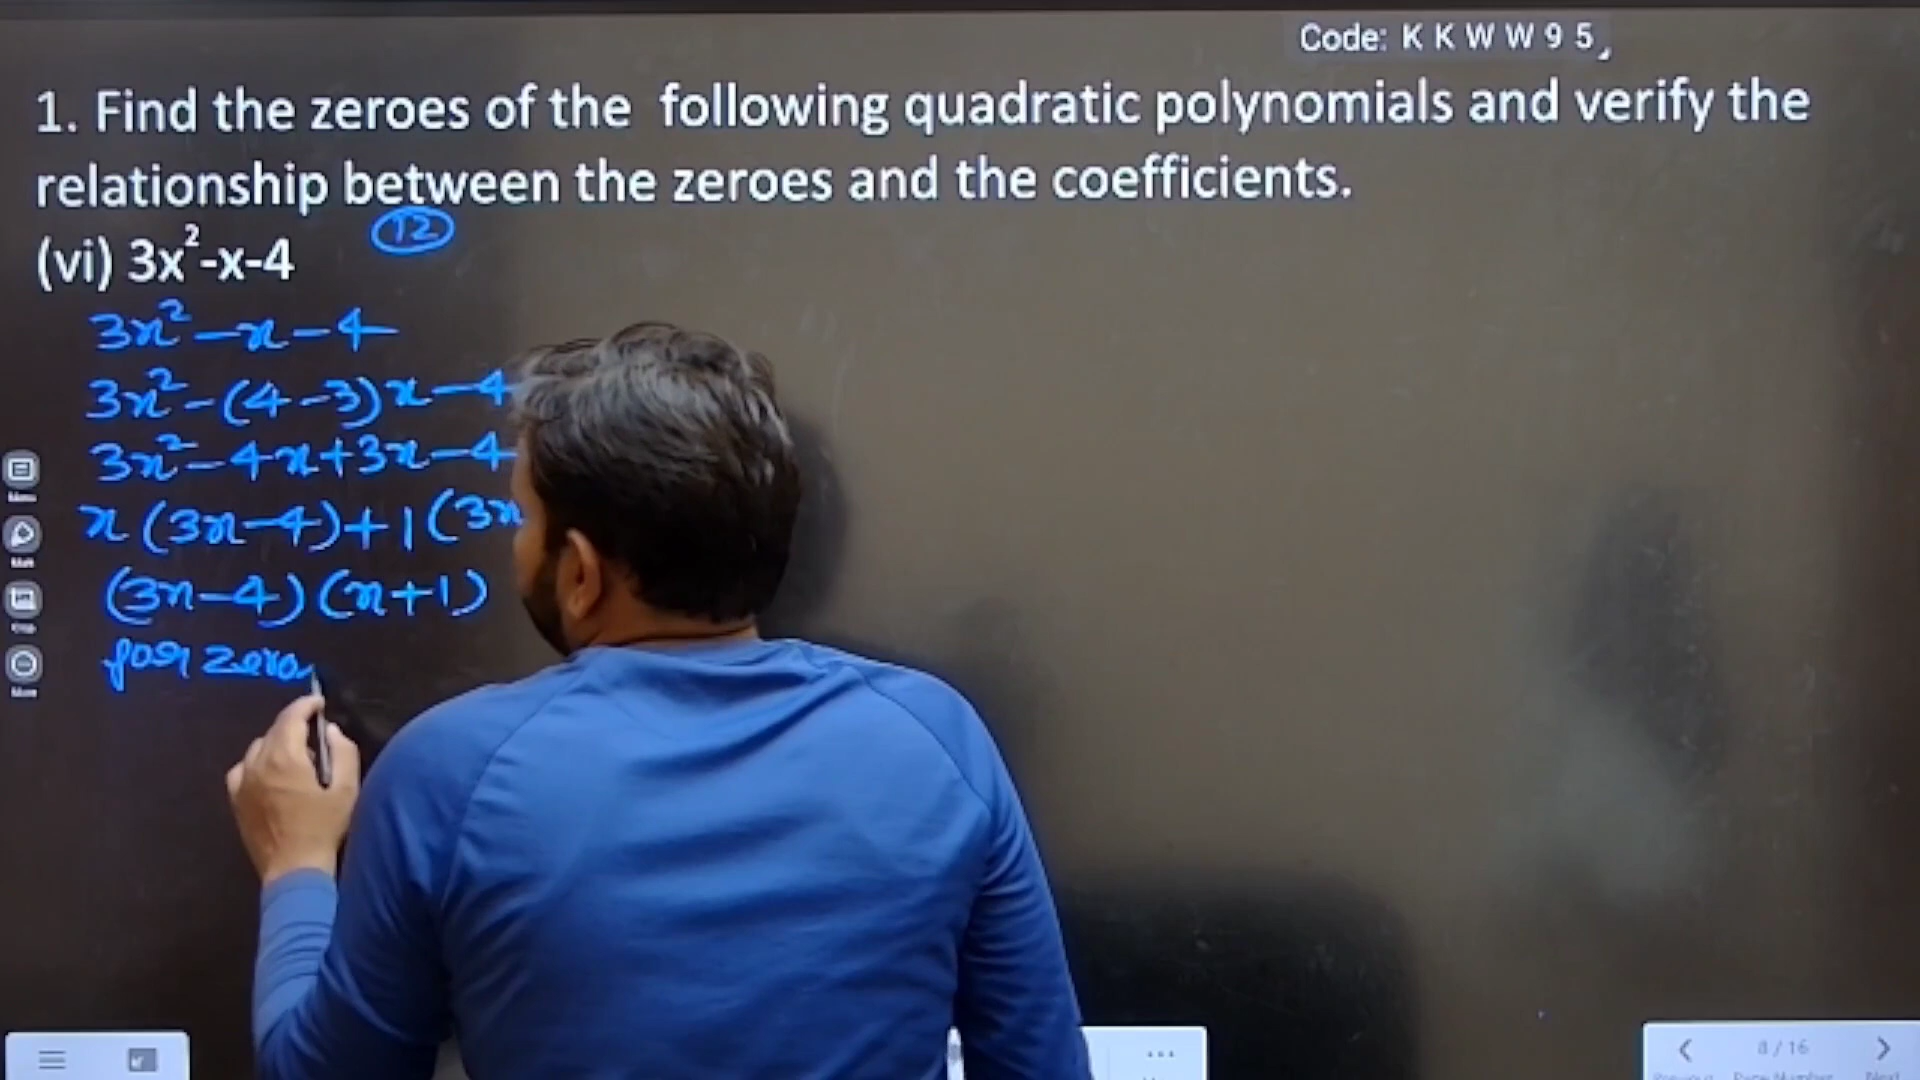 Code: K K W W 9 5
1. Find the zeroes of the following quadratic polynomials and verify the
relationship between the zeroes and the coefficients.
(vi) 3x²-x-4
12
3x²-x-4
3x²-(4-3)x-4
3x²-4x+3x-4
x(3x-4)+1(3x
(3x-4)(x+1)
for zero
8/16